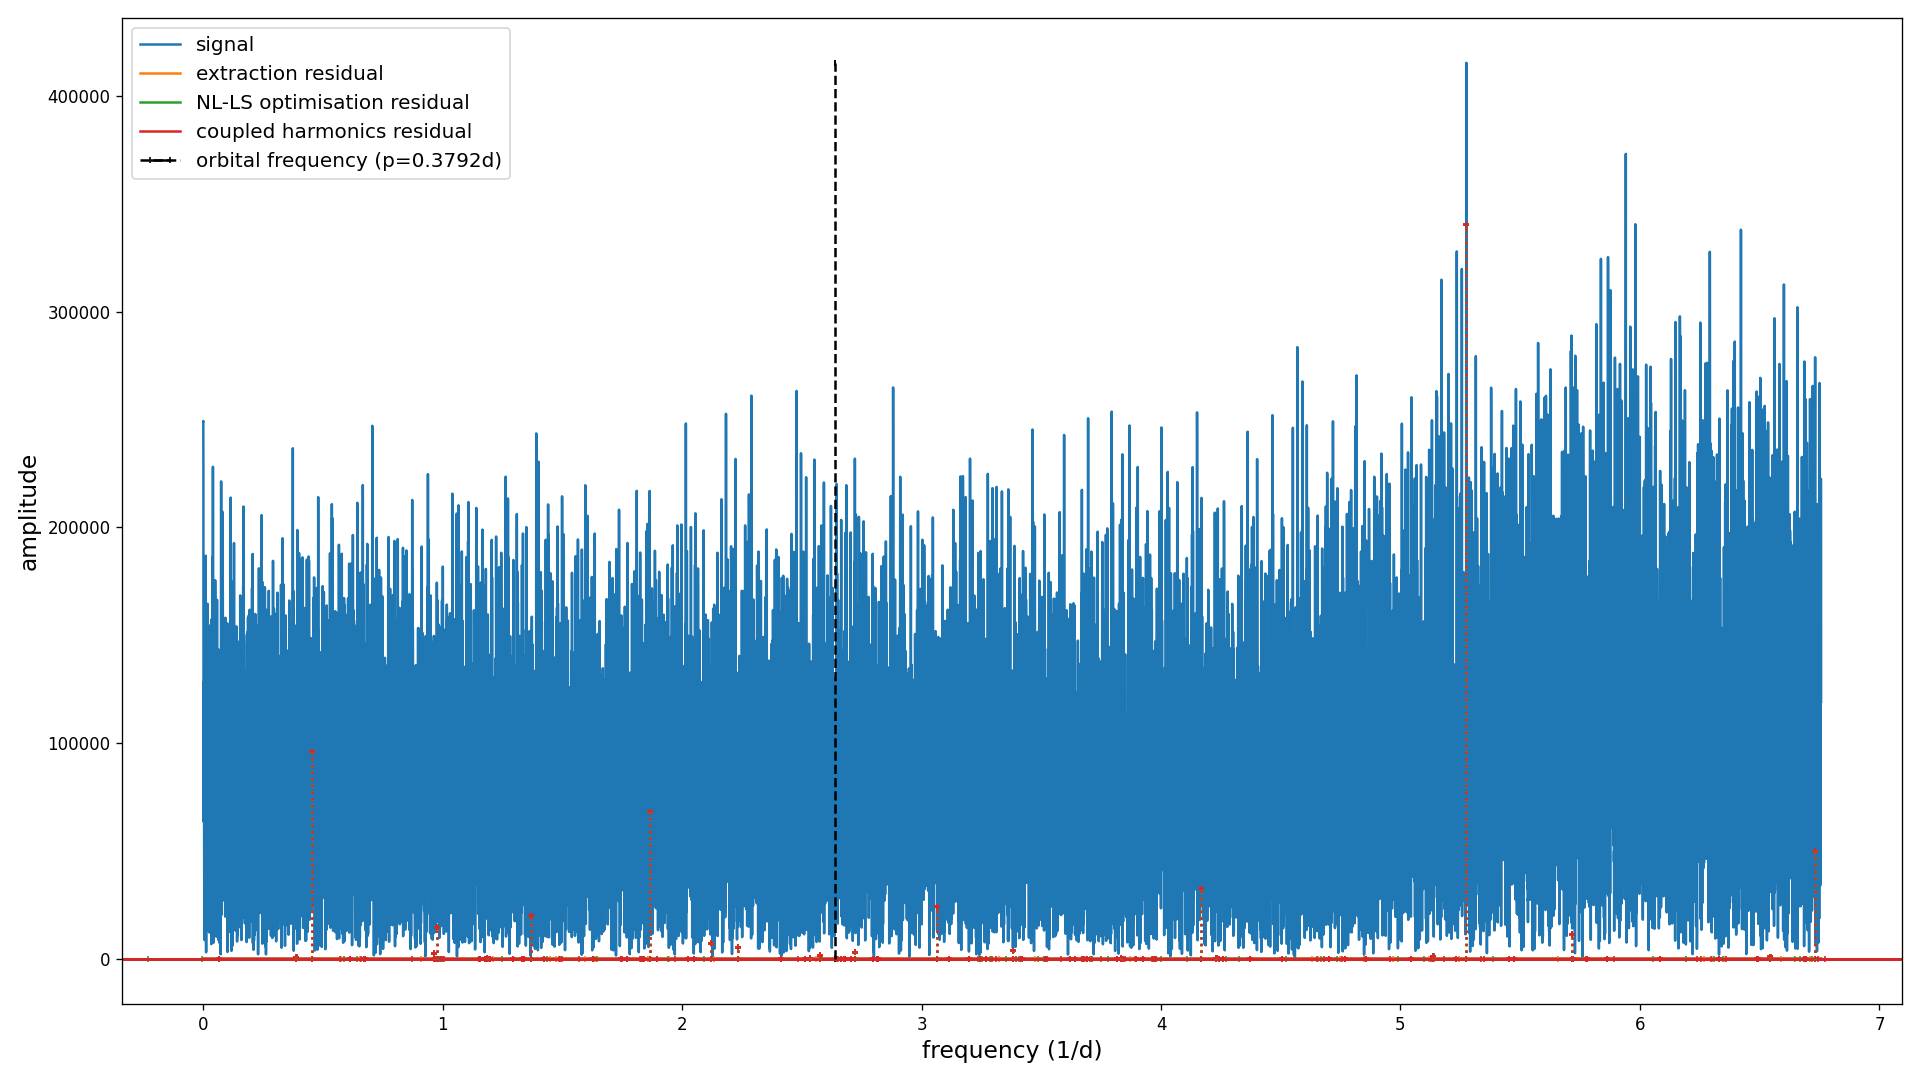 signal
extraction residual
NL-LS optimisation residual
coupled harmonics residual
orbital frequency (p=0.3792d)
400000
300000
200000
100000
0
amplitude
0 1 2 3 4 5 6 7
frequency (1/d)